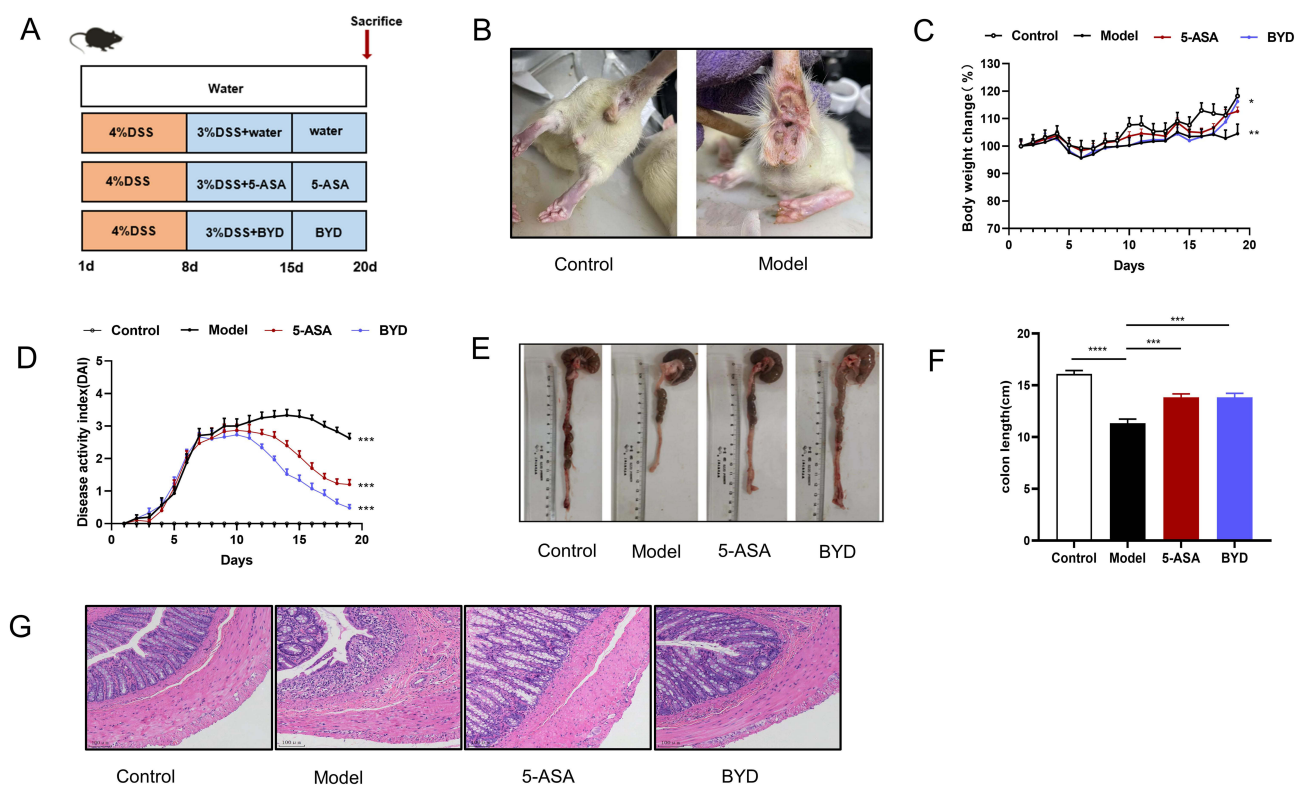 A
Sacrifice
Water
4%DSS
3%DSS+water
water
4%DSS
3%DSS+5-ASA
5-ASA
4%DSS
3%DSS+BYD
BYD
1d
8d
15d
20d
B
Control
Model
C
Control
Model
5-ASA
BYD
Body weight change(%)
130
120
110
100
90
80
70
0
5
10
15
20
Days
*
**
D
Control
Model
5-ASA
BYD
Disease activity index(DAI)
5
4
3
2
1
0
0
5
10
15
20
Days
***
***
***
E
Control
Model
5-ASA
BYD
F
colon length(cm)
20
15
10
5
0
****
***
***
Control
Model
5-ASA
BYD
G
Control
Model
5-ASA
BYD